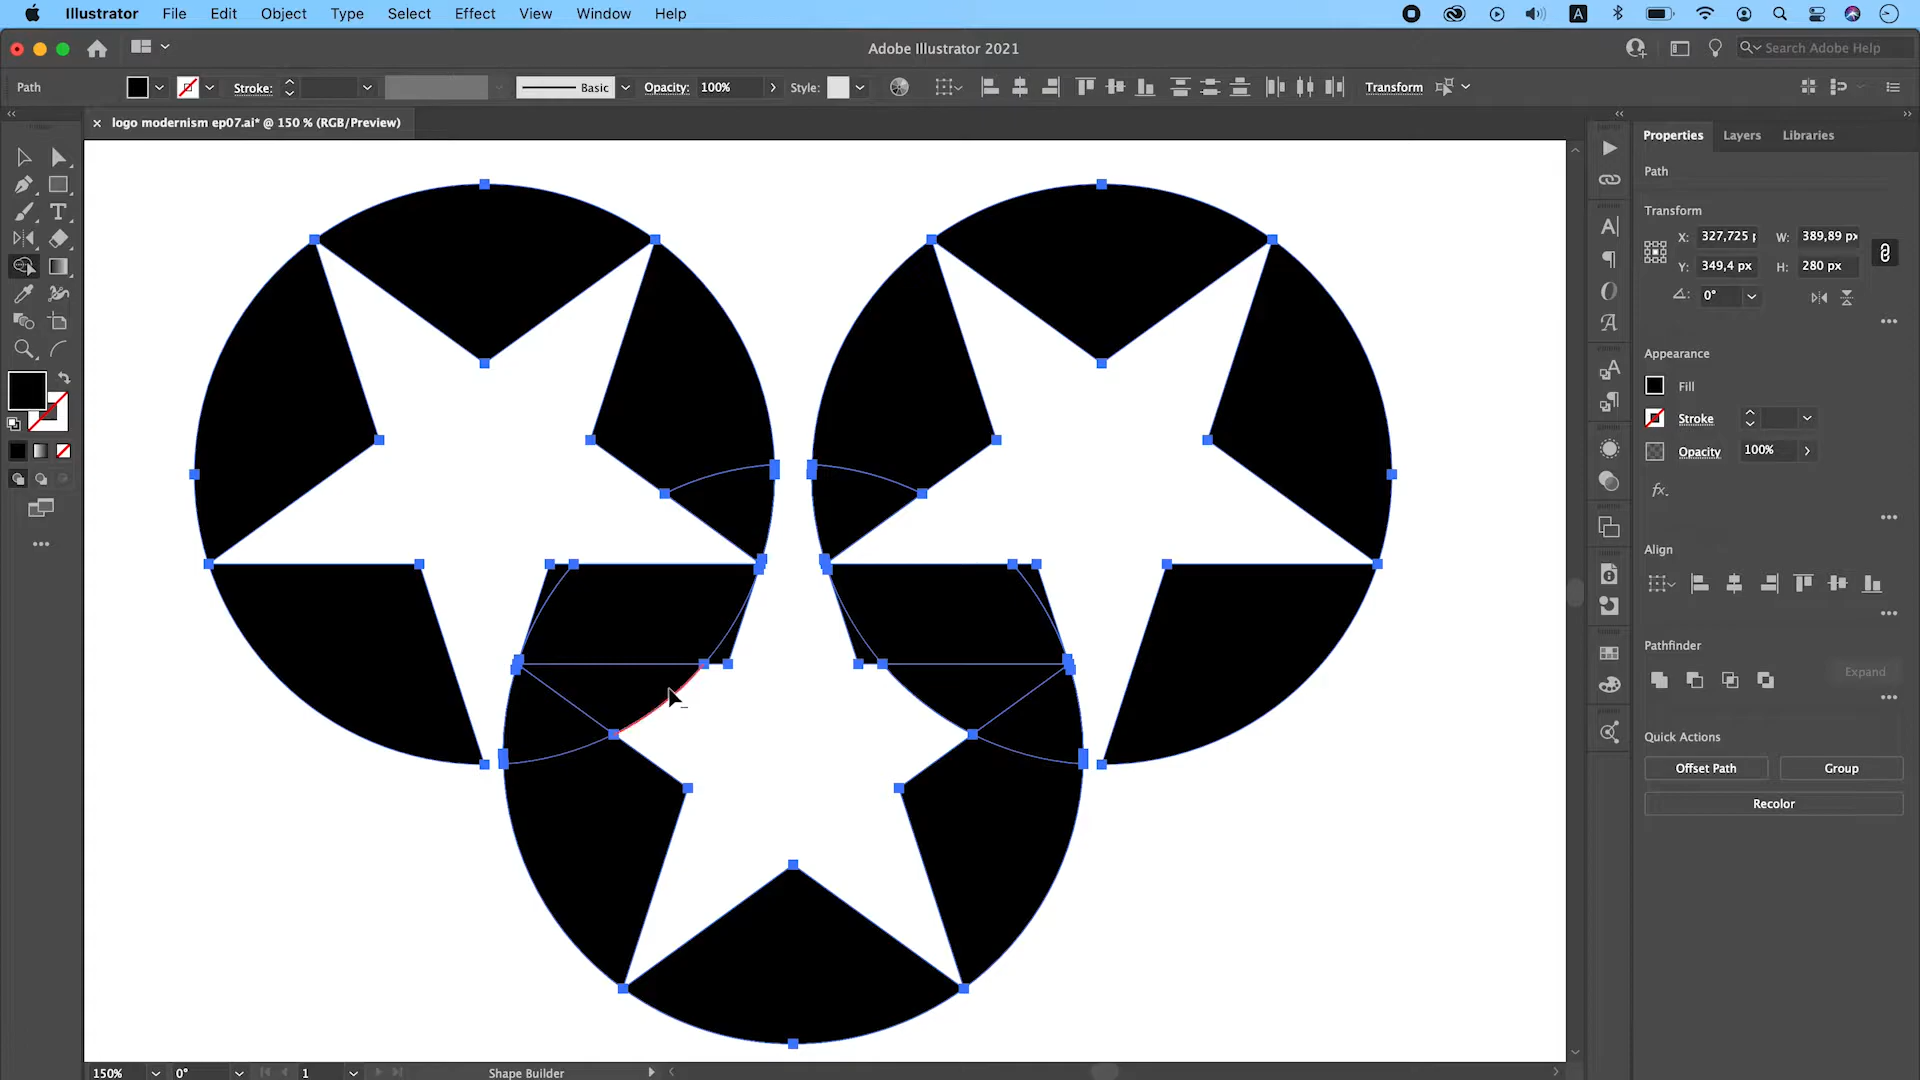 Illustrator File Edit Object Type Select Effect View Window Help
A
Adobe Illustrator 2021
Search Adobe Help
Path Stroke: Basic Opacity: 100% Style: Transform
× logo modernism ep07.ai* @ 150 % (RGB/Preview)
Properties Layers Libraries
Path
Transform
X: 327,725 W: 389,89 px
Y: 349,4 px H: 280 px
0°
Appearance
Fill
Stroke
Opacity 100%
fx.
Align
Pathfinder
Expand
Quick Actions
Offset Path Group
Recolor
150% 0° 1 Shape Builder